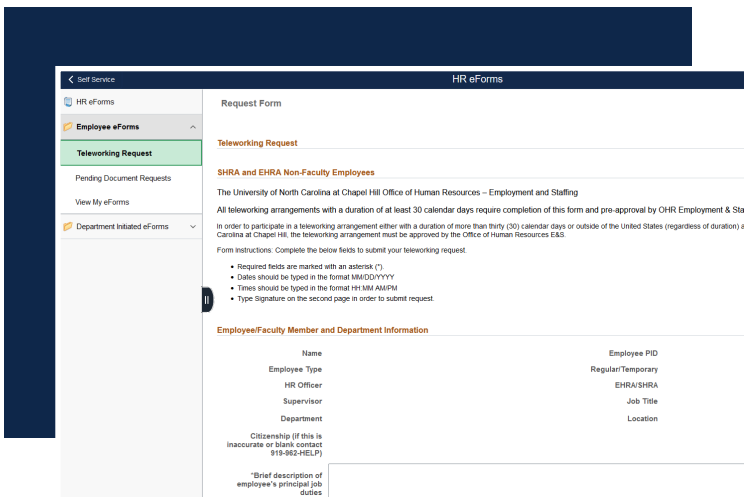 Self Service
HR eForms
HR eForms
Employee eForms
Teleworking Request
Pending Document Requests
View My eForms
Department Initiated eForms
Request Form
Teleworking Request
SHRA and EHRA Non-Faculty Employees
The University of North Carolina at Chapel Hill Office of Human Resources – Employment and Staffing
All teleworking arrangements with a duration of at least 30 calendar days require completion of this form and pre-approval by OHR Employment & Sta
In order to participate in a teleworking arrangement either with a duration of more than thirty (30) calendar days or outside of the United States (regardless of duration) a
Carolina at Chapel Hill, the teleworking arrangement must be approved by the Office of Human Resources E&S.
Form Instructions: Complete the below fields to submit your teleworking request.
• Required fields are marked with an asterisk (*).
• Dates should be typed in the format MM/DD/YYYY
• Times should be typed in the format HH:MM AM/PM
• Type Signature on the second page in order to submit request.
Employee/Faculty Member and Department Information
Name
Employee PID
Employee Type
Regular/Temporary
HR Officer
EHRA/SHRA
Supervisor
Job Title
Department
Location
Citizenship (if this is
inaccurate or blank contact
919-962-HELP)
*Brief description of
employee's principal job
duties